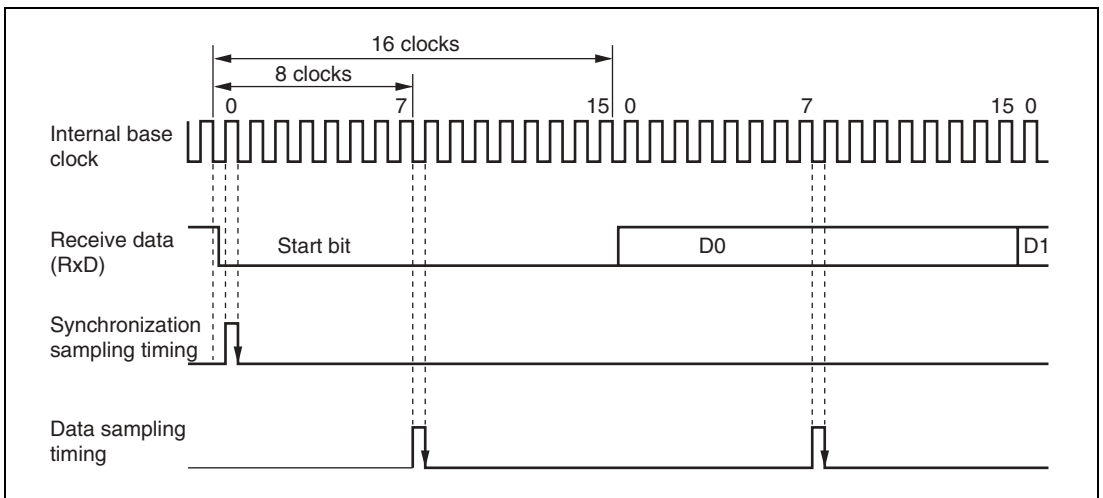 16 clocks
8 clocks
0 7 15 0 7 15 0
Internal base
clock
Receive data
(RxD)
Start bit D0 D1
Synchronization
sampling timing
Data sampling
timing